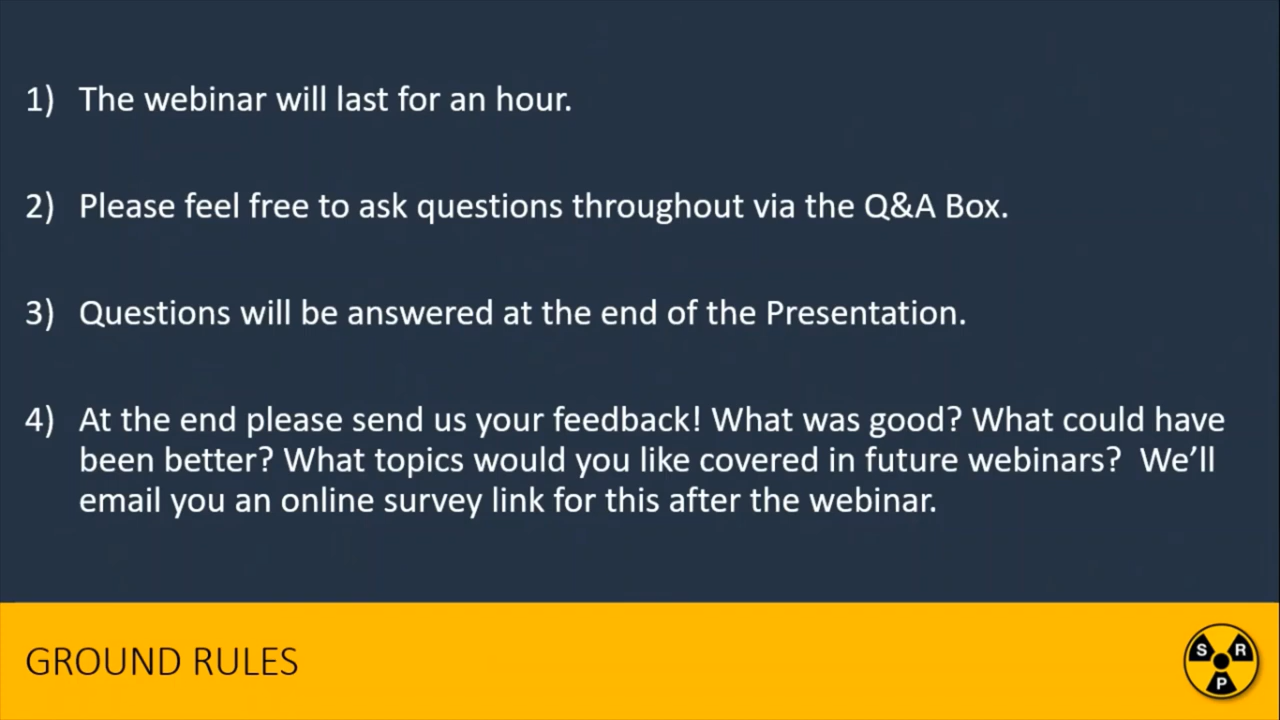 1) The webinar will last for an hour.
2) Please feel free to ask questions throughout via the Q&A Box.
3) Questions will be answered at the end of the Presentation.
4) At the end please send us your feedback! What was good? What could have
been better? What topics would you like covered in future webinars?  We’ll
email you an online survey link for this after the webinar.
GROUND RULES
S R
P